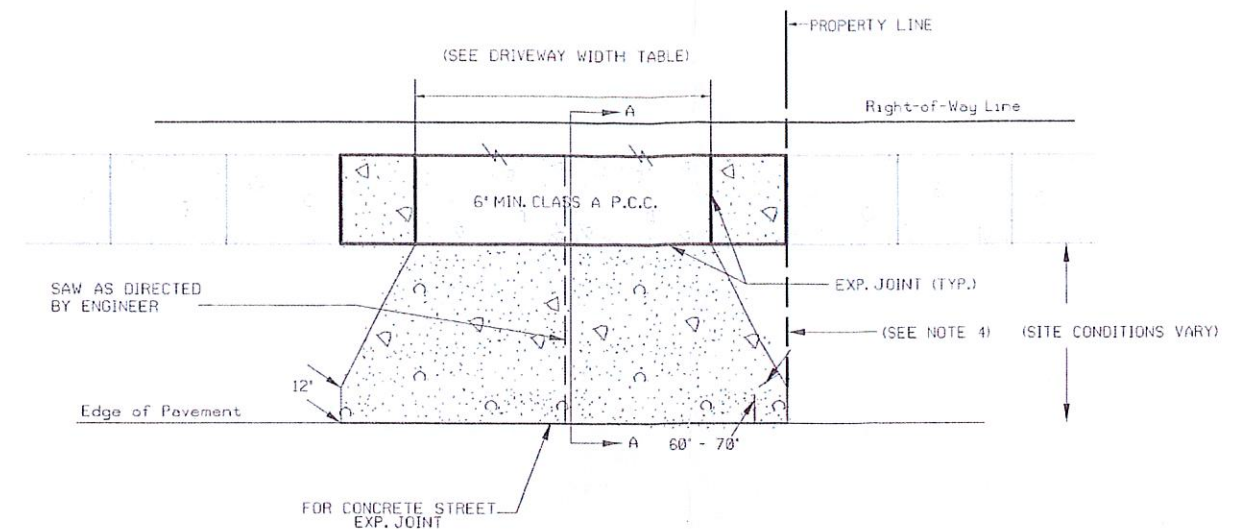 PROPERTY LINE
(SEE DRIVEWAY WIDTH TABLE)
A
Right-of-Way Line
6" MIN. CLASS A P.C.C.
SAW AS DIRECTED
BY ENGINEER
EXP. JOINT (TYP.)
(SEE NOTE 4) (SITE CONDITIONS VARY)
12"
Edge of Pavement
A
60° - 70°
FOR CONCRETE STREET
EXP. JOINT